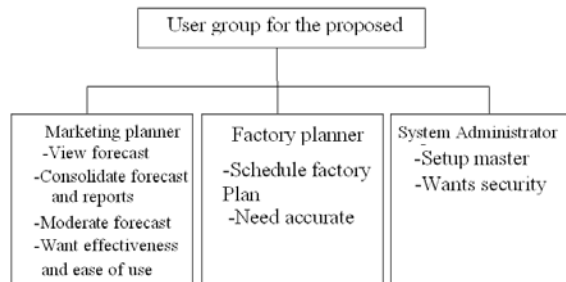 User group for the proposed
Marketing planner
-View forecast
-Consolidate forecast
and reports
-Moderate forecast
-Want effectiveness
and ease of use
Factory planner
-Schedule factory
Plan
-Need accurate
System Administrator
-Setup master
-Wants security